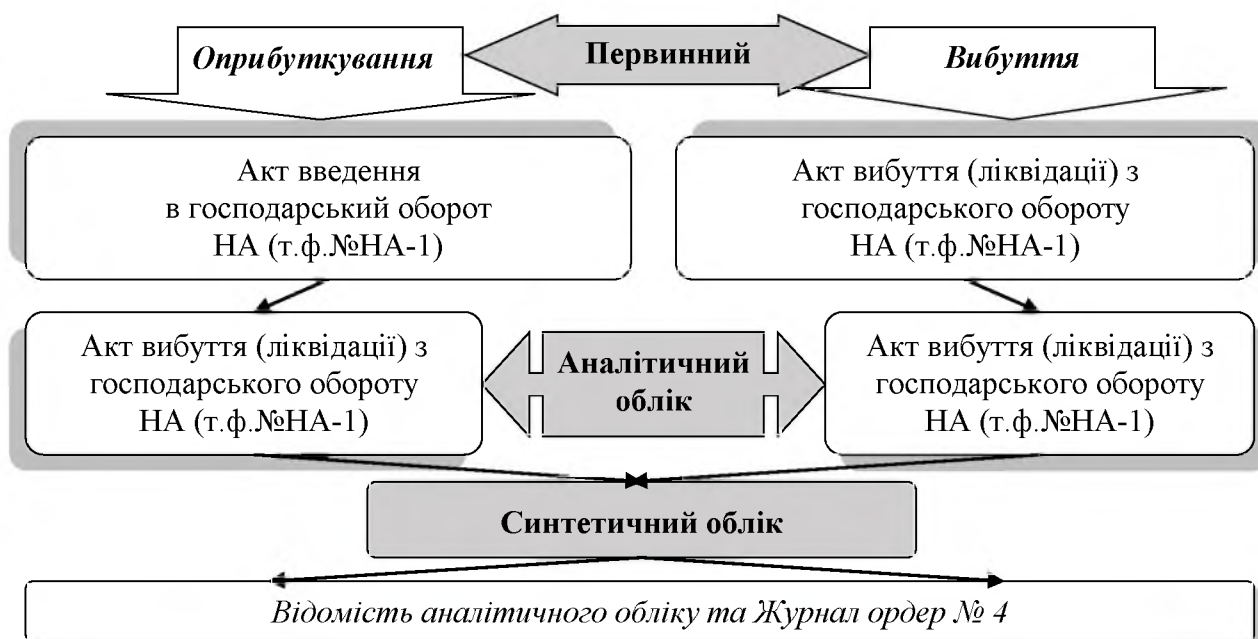 Оприбуткування
Первинний
Вибуття
Акт введення
в господарський оборот
НА (т.ф.№НА-1)
Акт вибуття (ліквідації) з
господарського обороту
НА (т.ф.№НА-1)
Акт вибуття (ліквідації) з
господарського обороту
НА (т.ф.№НА-1)
Аналітичний
облік
Акт вибуття (ліквідації) з
господарського обороту
НА (т.ф.№НА-1)
Синтетичний облік
Відомість аналітичного обліку та Журнал ордер № 4